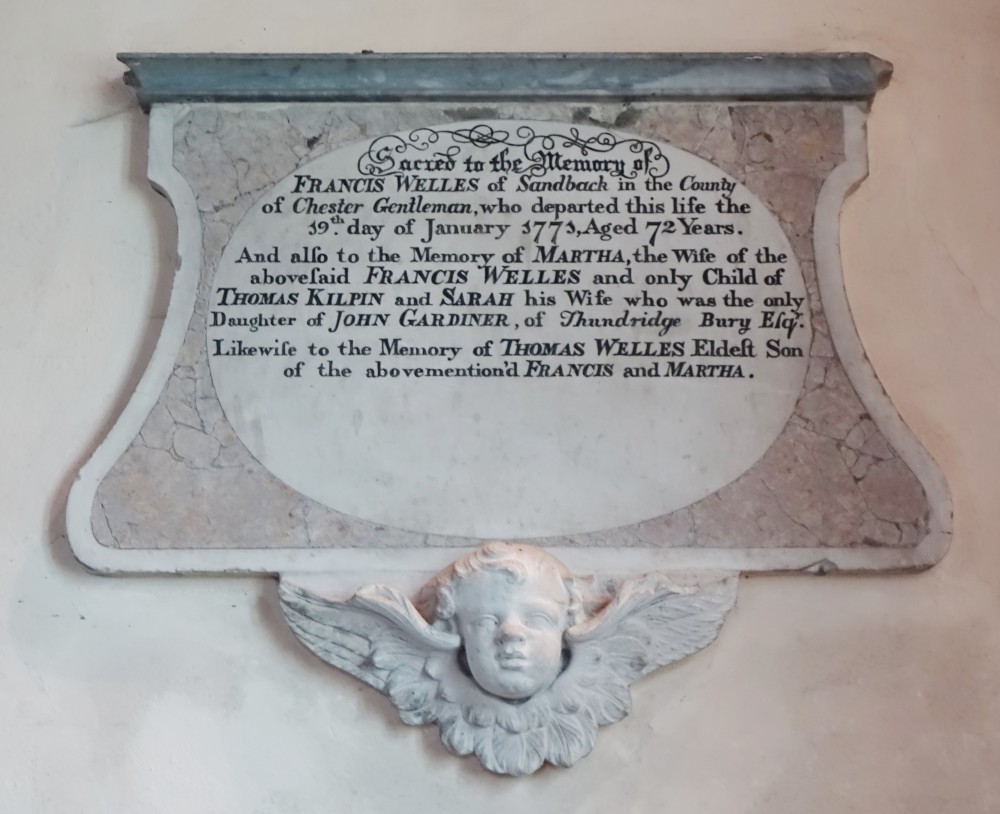 Sacred to the Memory of
FRANCIS WELLES of Sandback in the County
of Chester Gentleman, who departed this life the
19th. day of January 1771, Aged 72 Years.
And alſo to the Memory of MARTHA, the Wife of the
aboveſaid FRANCIS WELLES and only Child of
THOMAS KILPIN and SARAH his Wife who was the only
Daughter of JOHN GARDINER, of Thundridge Bury Eſqr.
Likewiſe to the Memory of THOMAS WELLES Eldeſt Son
of the abovemention'd FRANCIS and MARTHA.